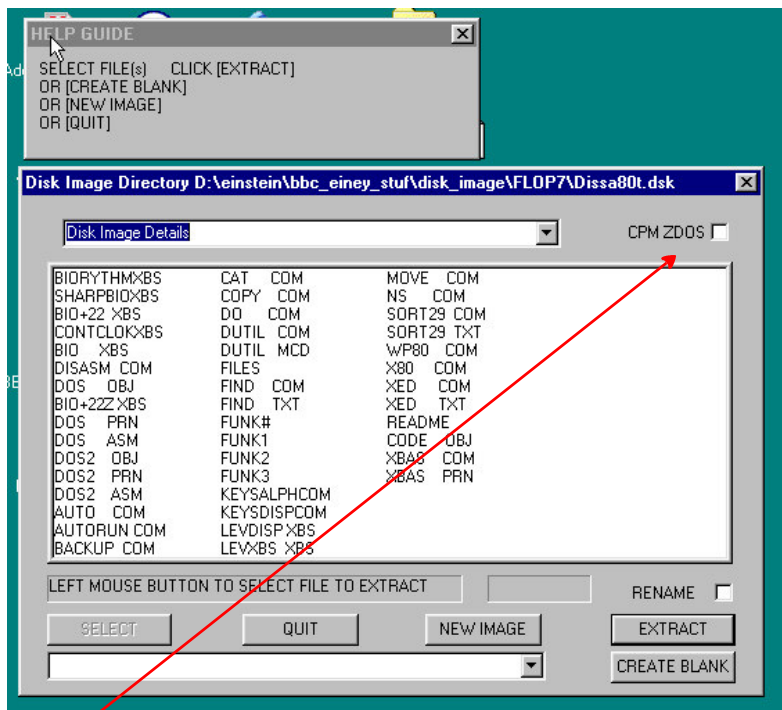 HELP GUIDE
SELECT FILE(s) CLICK [EXTRACT]
OR [CREATE BLANK]
OR [NEW IMAGE]
OR [QUIT]
Disk Image Directory D:\einstein\bbc_einey_stuf\disk_image\FLOP7\Dissa80t.dsk
Disk Image Details
CPM ZDOS
BIORYTHMXBS CAT COM MOVE COM
SHARPBIOXBS COPY COM NS COM
BIO+22 XBS DO COM SORT29 COM
CONTCLOKXBS DUTIL COM SORT29 TXT
BIO XBS DUTIL MCD WP80 COM
DISASM COM FILES X80 COM
DOS OBJ FIND COM XED COM
BIO+22Z XBS FIND TXT XED TXT
DOS PRN FUNK# README
DOS ASM FUNK1 CODE OBJ
DOS2 OBJ FUNK2 XBAS COM
DOS2 PRN FUNK3 XBAS PRN
DOS2 ASM KEYSALPHCOM
AUTO COM KEYSDISPCOM
AUTORUN COM LEVDISP XBS
BACKUP COM LEVXBS XBS
LEFT MOUSE BUTTON TO SELECT FILE TO EXTRACT
RENAME
SELECT QUIT NEW IMAGE EXTRACT
CREATE BLANK